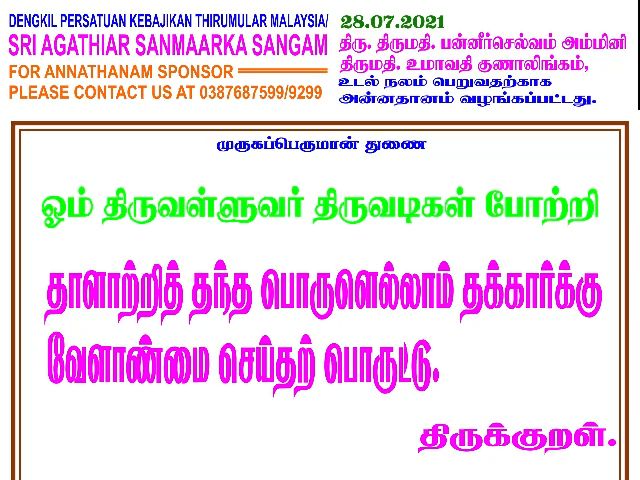 DENGKIL PERSATUAN KEBAJIKAN THIRUMULAR MALAYSIA/
SRI AGATHIAR SANMAARKA SANGAM
FOR ANNATHANAM SPONSOR
PLEASE CONTACT US AT 0387687599/9299
28.07.2021
திரு. திருமதி. பன்னீர்செல்வம் அம்மினி
திருமதி. உமாவதி குணாலிங்கம்,
உடல் நலம் பெறுவதற்காக
அன்னதானம் வழங்கப்பட்டது.
முருகப்பெருமான் துணை
ஓம் திருவள்ளுவர் திருவடிகள் போற்றி
தாளாற்றித் தந்த பொருளெல்லாம் தக்கார்க்கு
வேளாண்மை செய்தற் பொருட்டு.
திருக்குறள்.